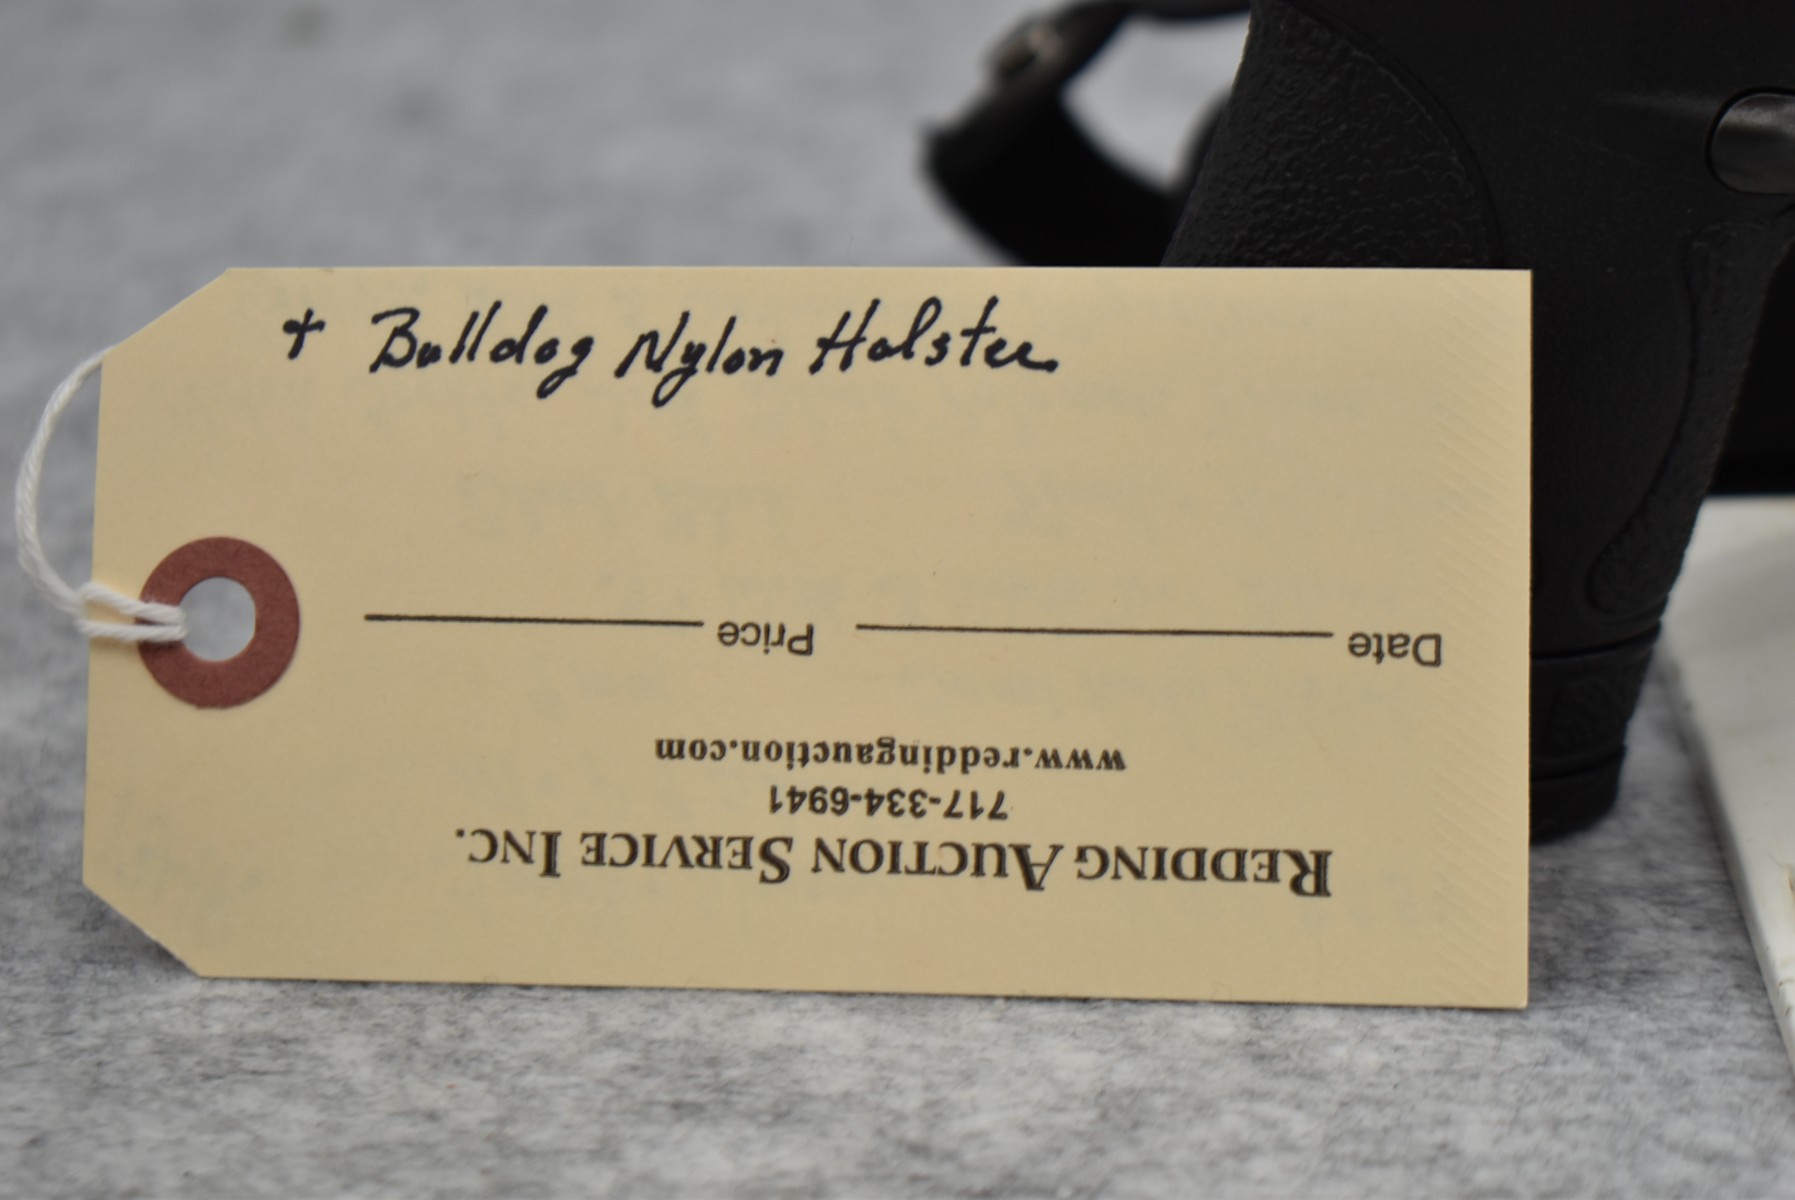 + Bulldog Nylon Holster
REDDING AUCTION SERVICE INC.
717-334-6941
www.reddingauction.com
Date Price